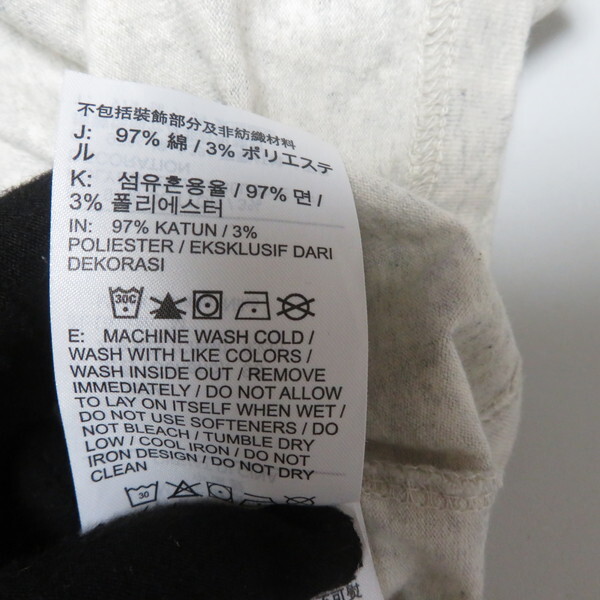 不包括裝飾部分及非紡織材料
J: 97% 綿 / 3% ポリエステ
ル
K: 섬유혼용율 / 97% 면 /
3% 폴리에스터
IN: 97% KATUN / 3%
POLIESTER / EKSKLUSIF DARI
DEKORASI
30C
E: MACHINE WASH COLD /
WASH WITH LIKE COLORS /
WASH INSIDE OUT / REMOVE
IMMEDIATELY / DO NOT ALLOW
TO LAY ON ITSELF WHEN WET /
DO NOT USE SOFTENERS / DO
NOT BLEACH / TUMBLE DRY
LOW / COOL IRON / DO NOT
IRON DESIGN / DO NOT DRY
CLEAN
30